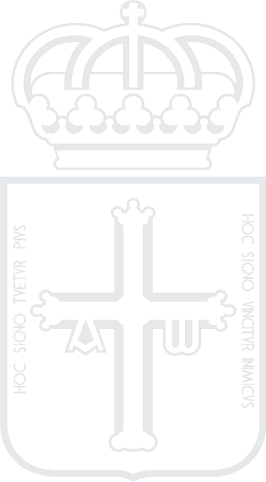 HOC SIGNO TVETVR PIVS
A W
HOC SIGNO VINCITVR INIMICVS